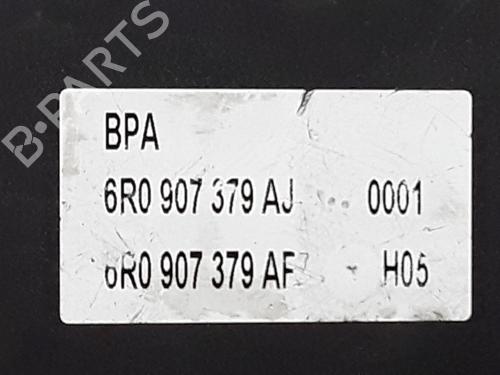 B-PARTS
BPA
6R0 907 379 AJ 0001
6R0 907 379 AF H05